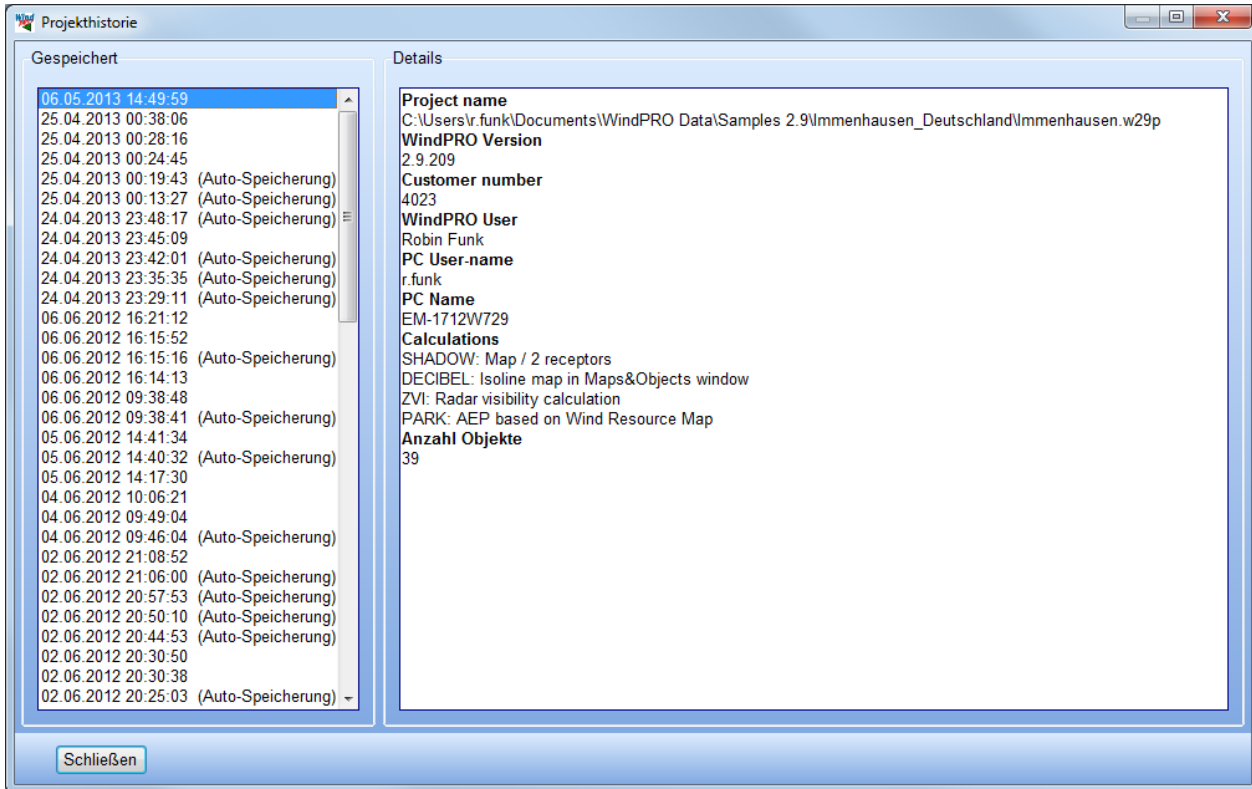 Wind
Projekthistorie
Gespeichert
06.05.2013 14:49:59
25.04.2013 00:38:06
25.04.2013 00:28:16
25.04.2013 00:24:45
25.04.2013 00:19:43 (Auto-Speicherung)
25.04.2013 00:13:27 (Auto-Speicherung)
24.04.2013 23:48:17 (Auto-Speicherung)
24.04.2013 23:45:09
24.04.2013 23:42:01 (Auto-Speicherung)
24.04.2013 23:35:35 (Auto-Speicherung)
24.04.2013 23:29:11 (Auto-Speicherung)
06.06.2012 16:21:12
06.06.2012 16:15:52
06.06.2012 16:15:16 (Auto-Speicherung)
06.06.2012 16:14:13
06.06.2012 09:38:48
06.06.2012 09:38:41 (Auto-Speicherung)
05.06.2012 14:41:34
05.06.2012 14:40:32 (Auto-Speicherung)
05.06.2012 14:17:30
04.06.2012 10:06:21
04.06.2012 09:49:04
04.06.2012 09:46:04 (Auto-Speicherung)
02.06.2012 21:08:52
02.06.2012 21:06:00 (Auto-Speicherung)
02.06.2012 20:57:53 (Auto-Speicherung)
02.06.2012 20:50:10 (Auto-Speicherung)
02.06.2012 20:44:53 (Auto-Speicherung)
02.06.2012 20:30:50
02.06.2012 20:30:38
02.06.2012 20:25:03 (Auto-Speicherung)
Details
Project name
C:\Users\r.funk\Documents\WindPRO Data\Samples 2.9\Immenhausen_Deutschland\Immenhausen.w29p
WindPRO Version
2.9.209
Customer number
4023
WindPRO User
Robin Funk
PC User-name
r.funk
PC Name
EM-1712W729
Calculations
SHADOW: Map / 2 receptors
DECIBEL: Isoline map in Maps&Objects window
ZVI: Radar visibility calculation
PARK: AEP based on Wind Resource Map
Anzahl Objekte
39
Schließen